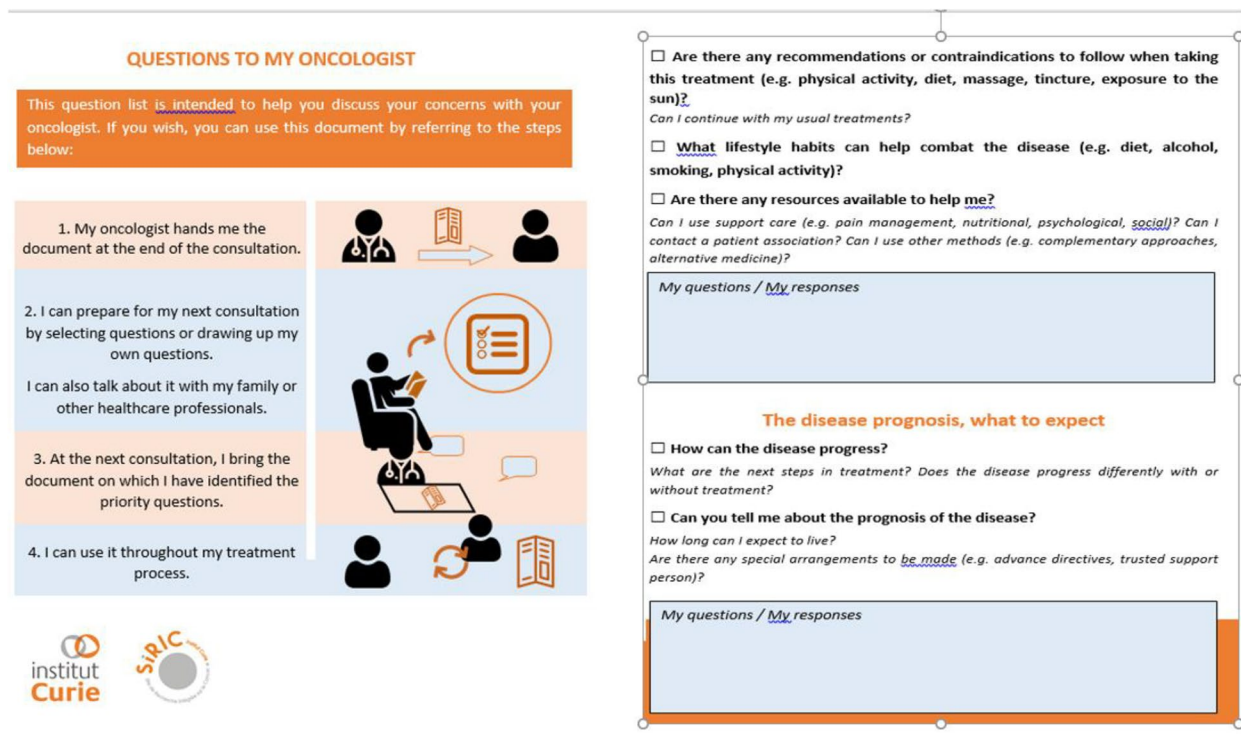 QUESTIONS TO MY ONCOLOGIST
This question list is intended to help you discuss your concerns with your
oncologist. If you wish, you can use this document by referring to the steps
below:
1. My oncologist hands me the
document at the end of the consultation.
2. I can prepare for my next consultation
by selecting questions or drawing up my
own questions.
I can also talk about it with my family or
other healthcare professionals.
3. At the next consultation, I bring the
document on which I have identified the
priority questions.
4. I can use it throughout my treatment
process.
institut
Curie
SiRIC
☐ Are there any recommendations or contraindications to follow when taking
this treatment (e.g. physical activity, diet, massage, tincture, exposure to the
sun)?
Can I continue with my usual treatments?
☐ What lifestyle habits can help combat the disease (e.g. diet, alcohol,
smoking, physical activity)?
☐ Are there any resources available to help me?
Can I use support care (e.g. pain management, nutritional, psychological, social)? Can I
contact a patient association? Can I use other methods (e.g. complementary approaches,
alternative medicine)?
My questions / My responses
The disease prognosis, what to expect
☐ How can the disease progress?
What are the next steps in treatment? Does the disease progress differently with or
without treatment?
☐ Can you tell me about the prognosis of the disease?
How long can I expect to live?
Are there any special arrangements to be made (e.g. advance directives, trusted support
person)?
My questions / My responses